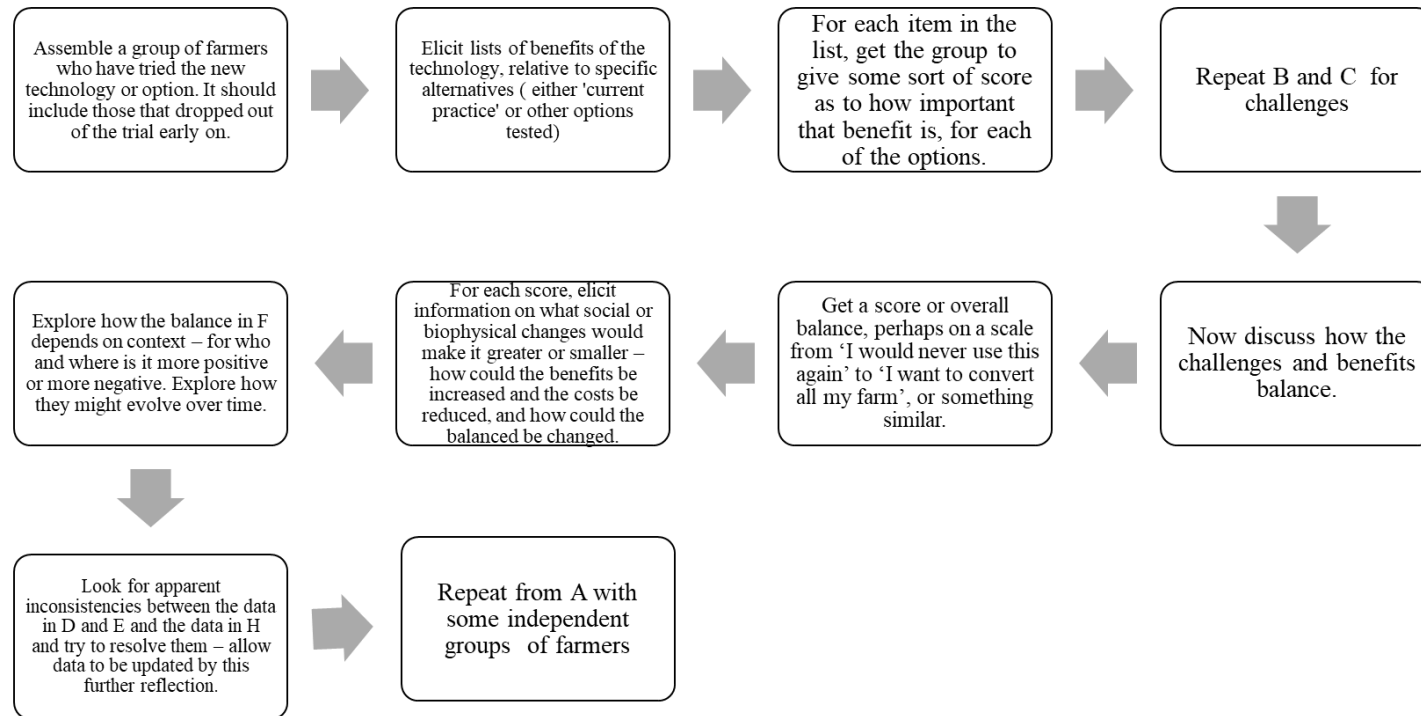 Assemble a group of farmers
who have tried the new
technology or option. It should
include those that dropped out
of the trial early on.
Elicit lists of benefits of the
technology, relative to specific
alternatives ( either 'current
practice' or other options
tested)
For each item in the
list, get the group to
give some sort of score
as to how important
that benefit is, for each
of the options.
Repeat B and C for
challenges
Now discuss how the
challenges and benefits
balance.
Get a score or overall
balance, perhaps on a scale
from ‘I would never use this
again’ to ‘I want to convert
all my farm’, or something
similar.
For each score, elicit
information on what social or
biophysical changes would
make it greater or smaller –
how could the benefits be
increased and the costs be
reduced, and how could the
balanced be changed.
Explore how the balance in F
depends on context – for who
and where is it more positive
or more negative. Explore how
they might evolve over time.
Look for apparent
inconsistencies between the data
in D and E and the data in H
and try to resolve them – allow
data to be updated by this
further reflection.
Repeat from A with
some independent
groups of farmers